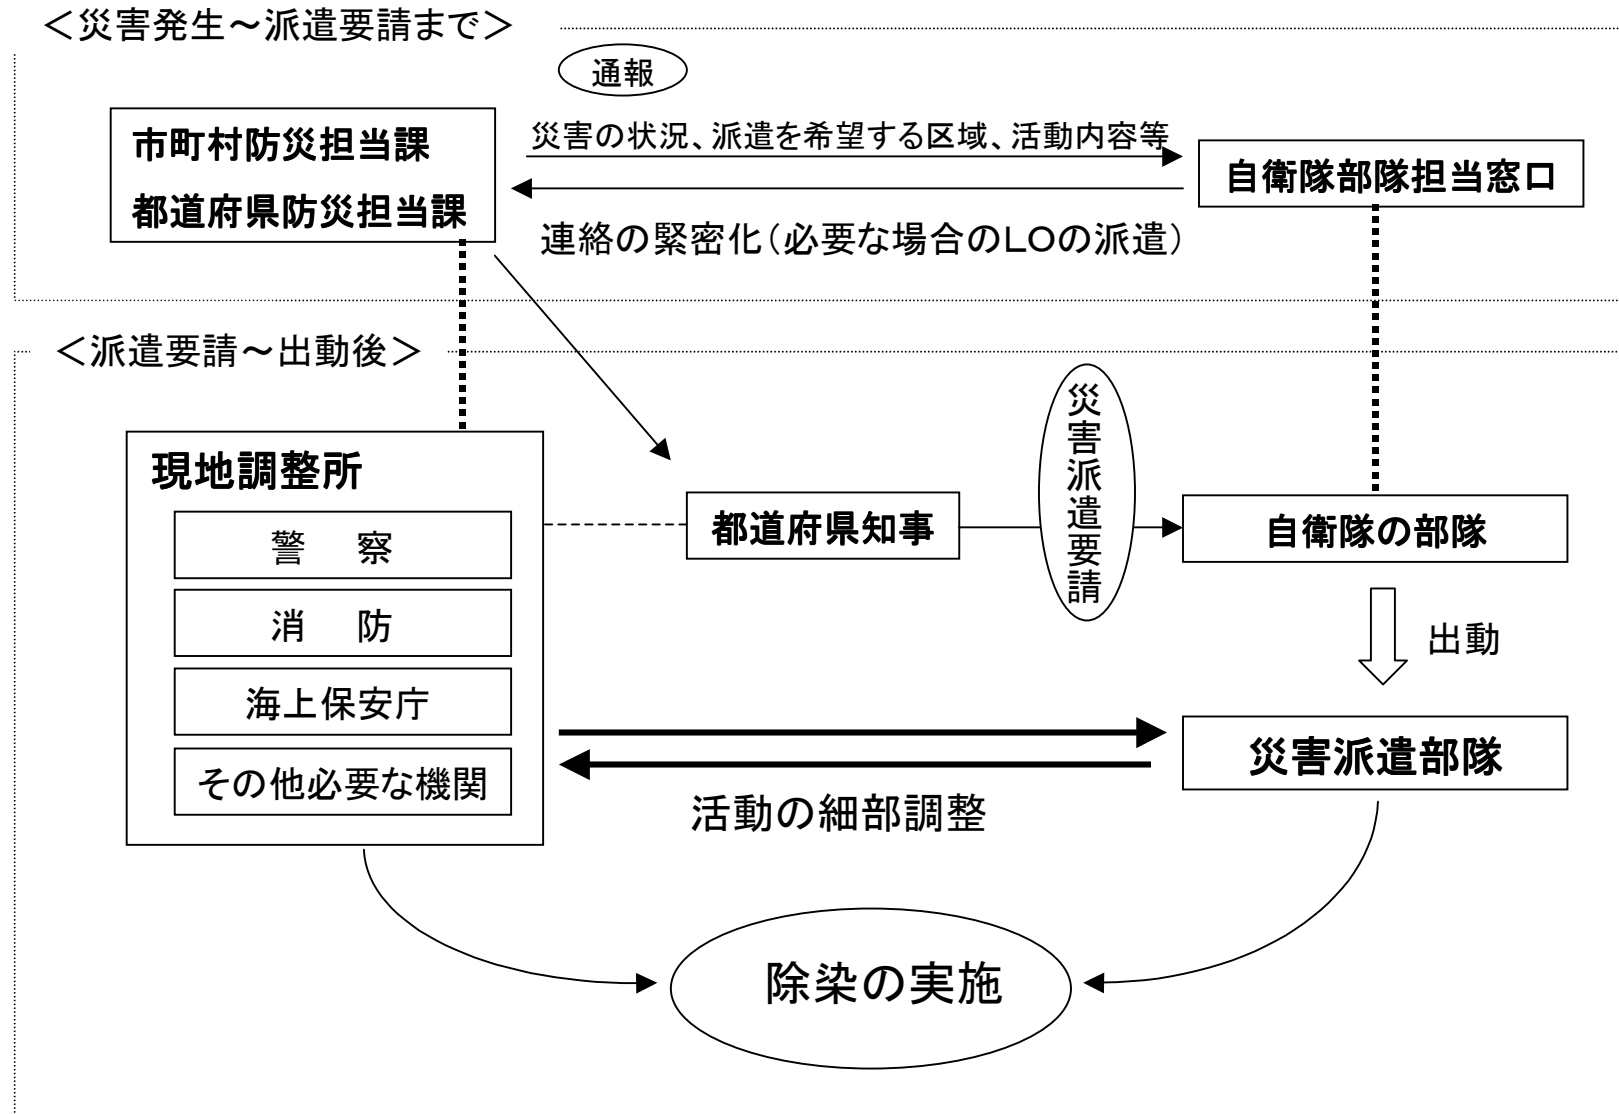 ＜災害発生～派遣要請まで＞
通報
市町村防災担当課
都道府県防災担当課
災害の状況、派遣を希望する区域、活動内容等
自衛隊部隊担当窓口
連絡の緊密化（必要な場合のＬＯの派遣）
＜派遣要請～出動後＞
現地調整所
警　察
消　防
海上保安庁
その他必要な機関
都道府県知事
災害派遣要請
自衛隊の部隊
出動
災害派遣部隊
活動の細部調整
除染の実施